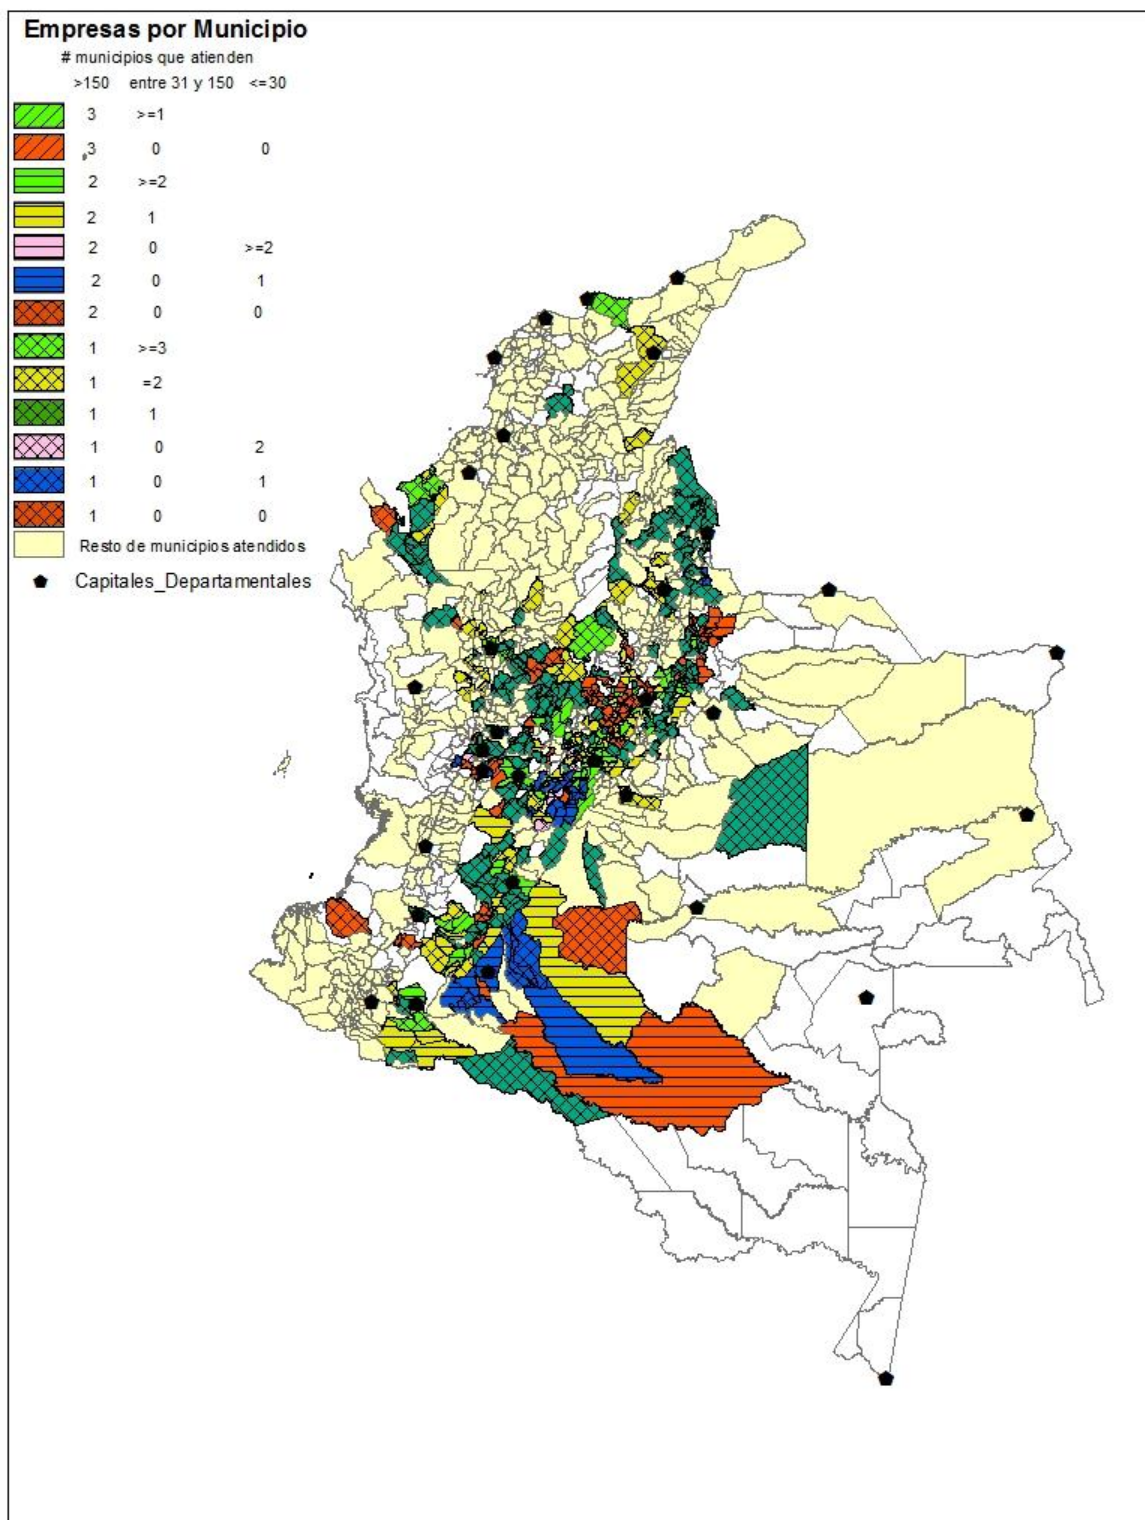 Empresas por Municipio
# municipios que atienden
>150 entre 31 y 150 <=30
3 >=1
,3 0 0
2 >=2
2 1
2 0 >=2
2 0 1
2 0 0
1 >=3
1 =2
1 1
1 0 2
1 0 1
1 0 0
Resto de municipios atendidos
Capitales_Departamentales